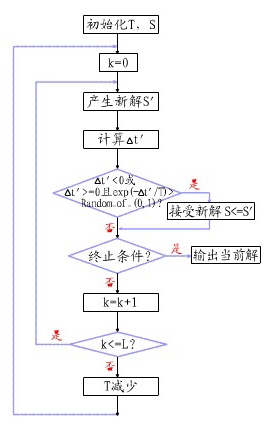 初始化T，S
k=0
产生新解S′
计算Δt′
Δt′<0或
Δt′>=0且exp(-Δt′/T)>
Random of (0,1)?
是
接受新解 S<=S′
否
终止条件?
是
输出当前解
否
k=k+1
是
k<=L?
否
T减少